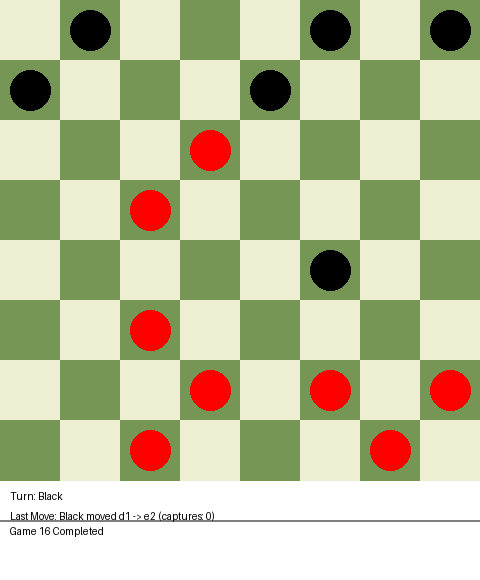 Turn: Black
Last Move: Black moved d1 -> e2 (captures: 0)
Game 16 Completed